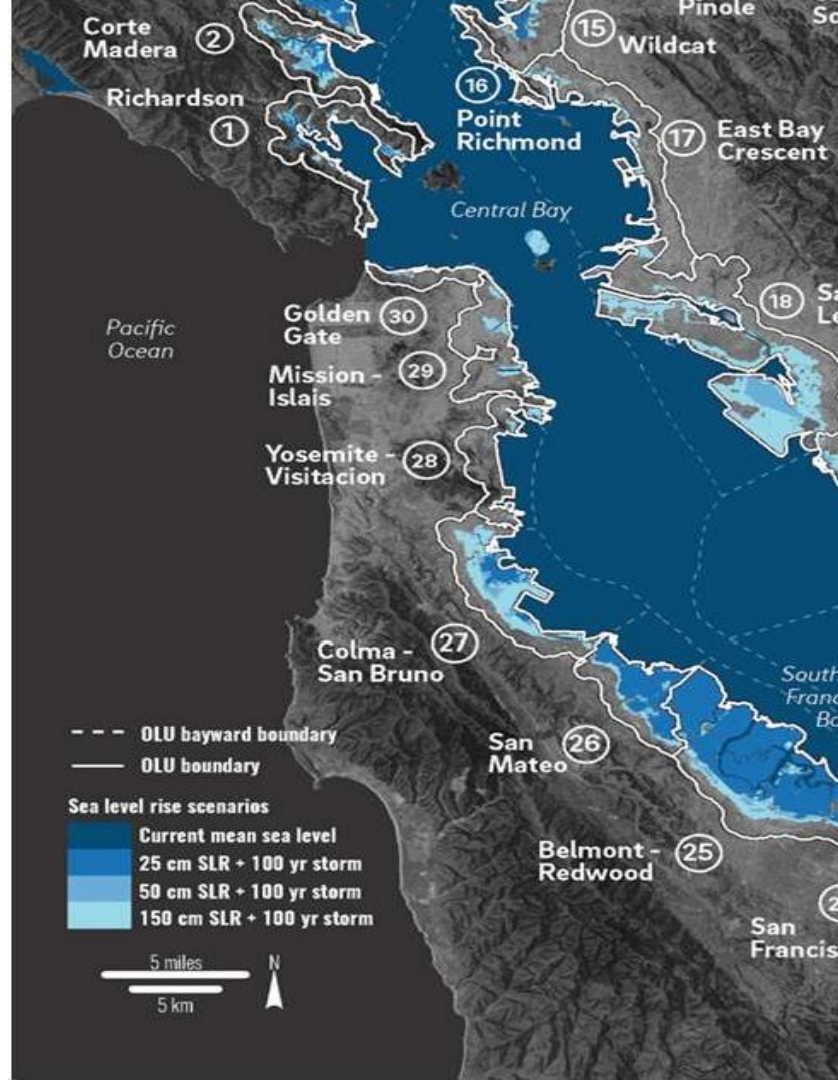 Corte
Madera
2
Richardson
1
15
Pinole
Wildcat
16
Point
Richmond
17
East Bay
Crescent
Central Bay
18
Pacific
Ocean
Golden
Gate
30
Mission -
Islais
29
Yosemite -
Visitacion
28
Colma -
San Bruno
27
South
San
Mateo
26
Belmont -
Redwood
25
San
Francis
OLU bayward boundary
OLU boundary
Sea level rise scenarios
Current mean sea level
25 cm SLR + 100 yr storm
50 cm SLR + 100 yr storm
150 cm SLR + 100 yr storm
5 miles
5 km
N